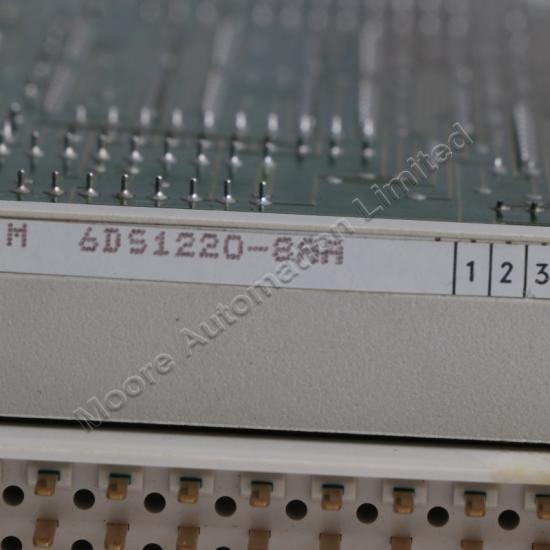 M 6DS1220-8AA 1 2 3
Moore Automation Limited